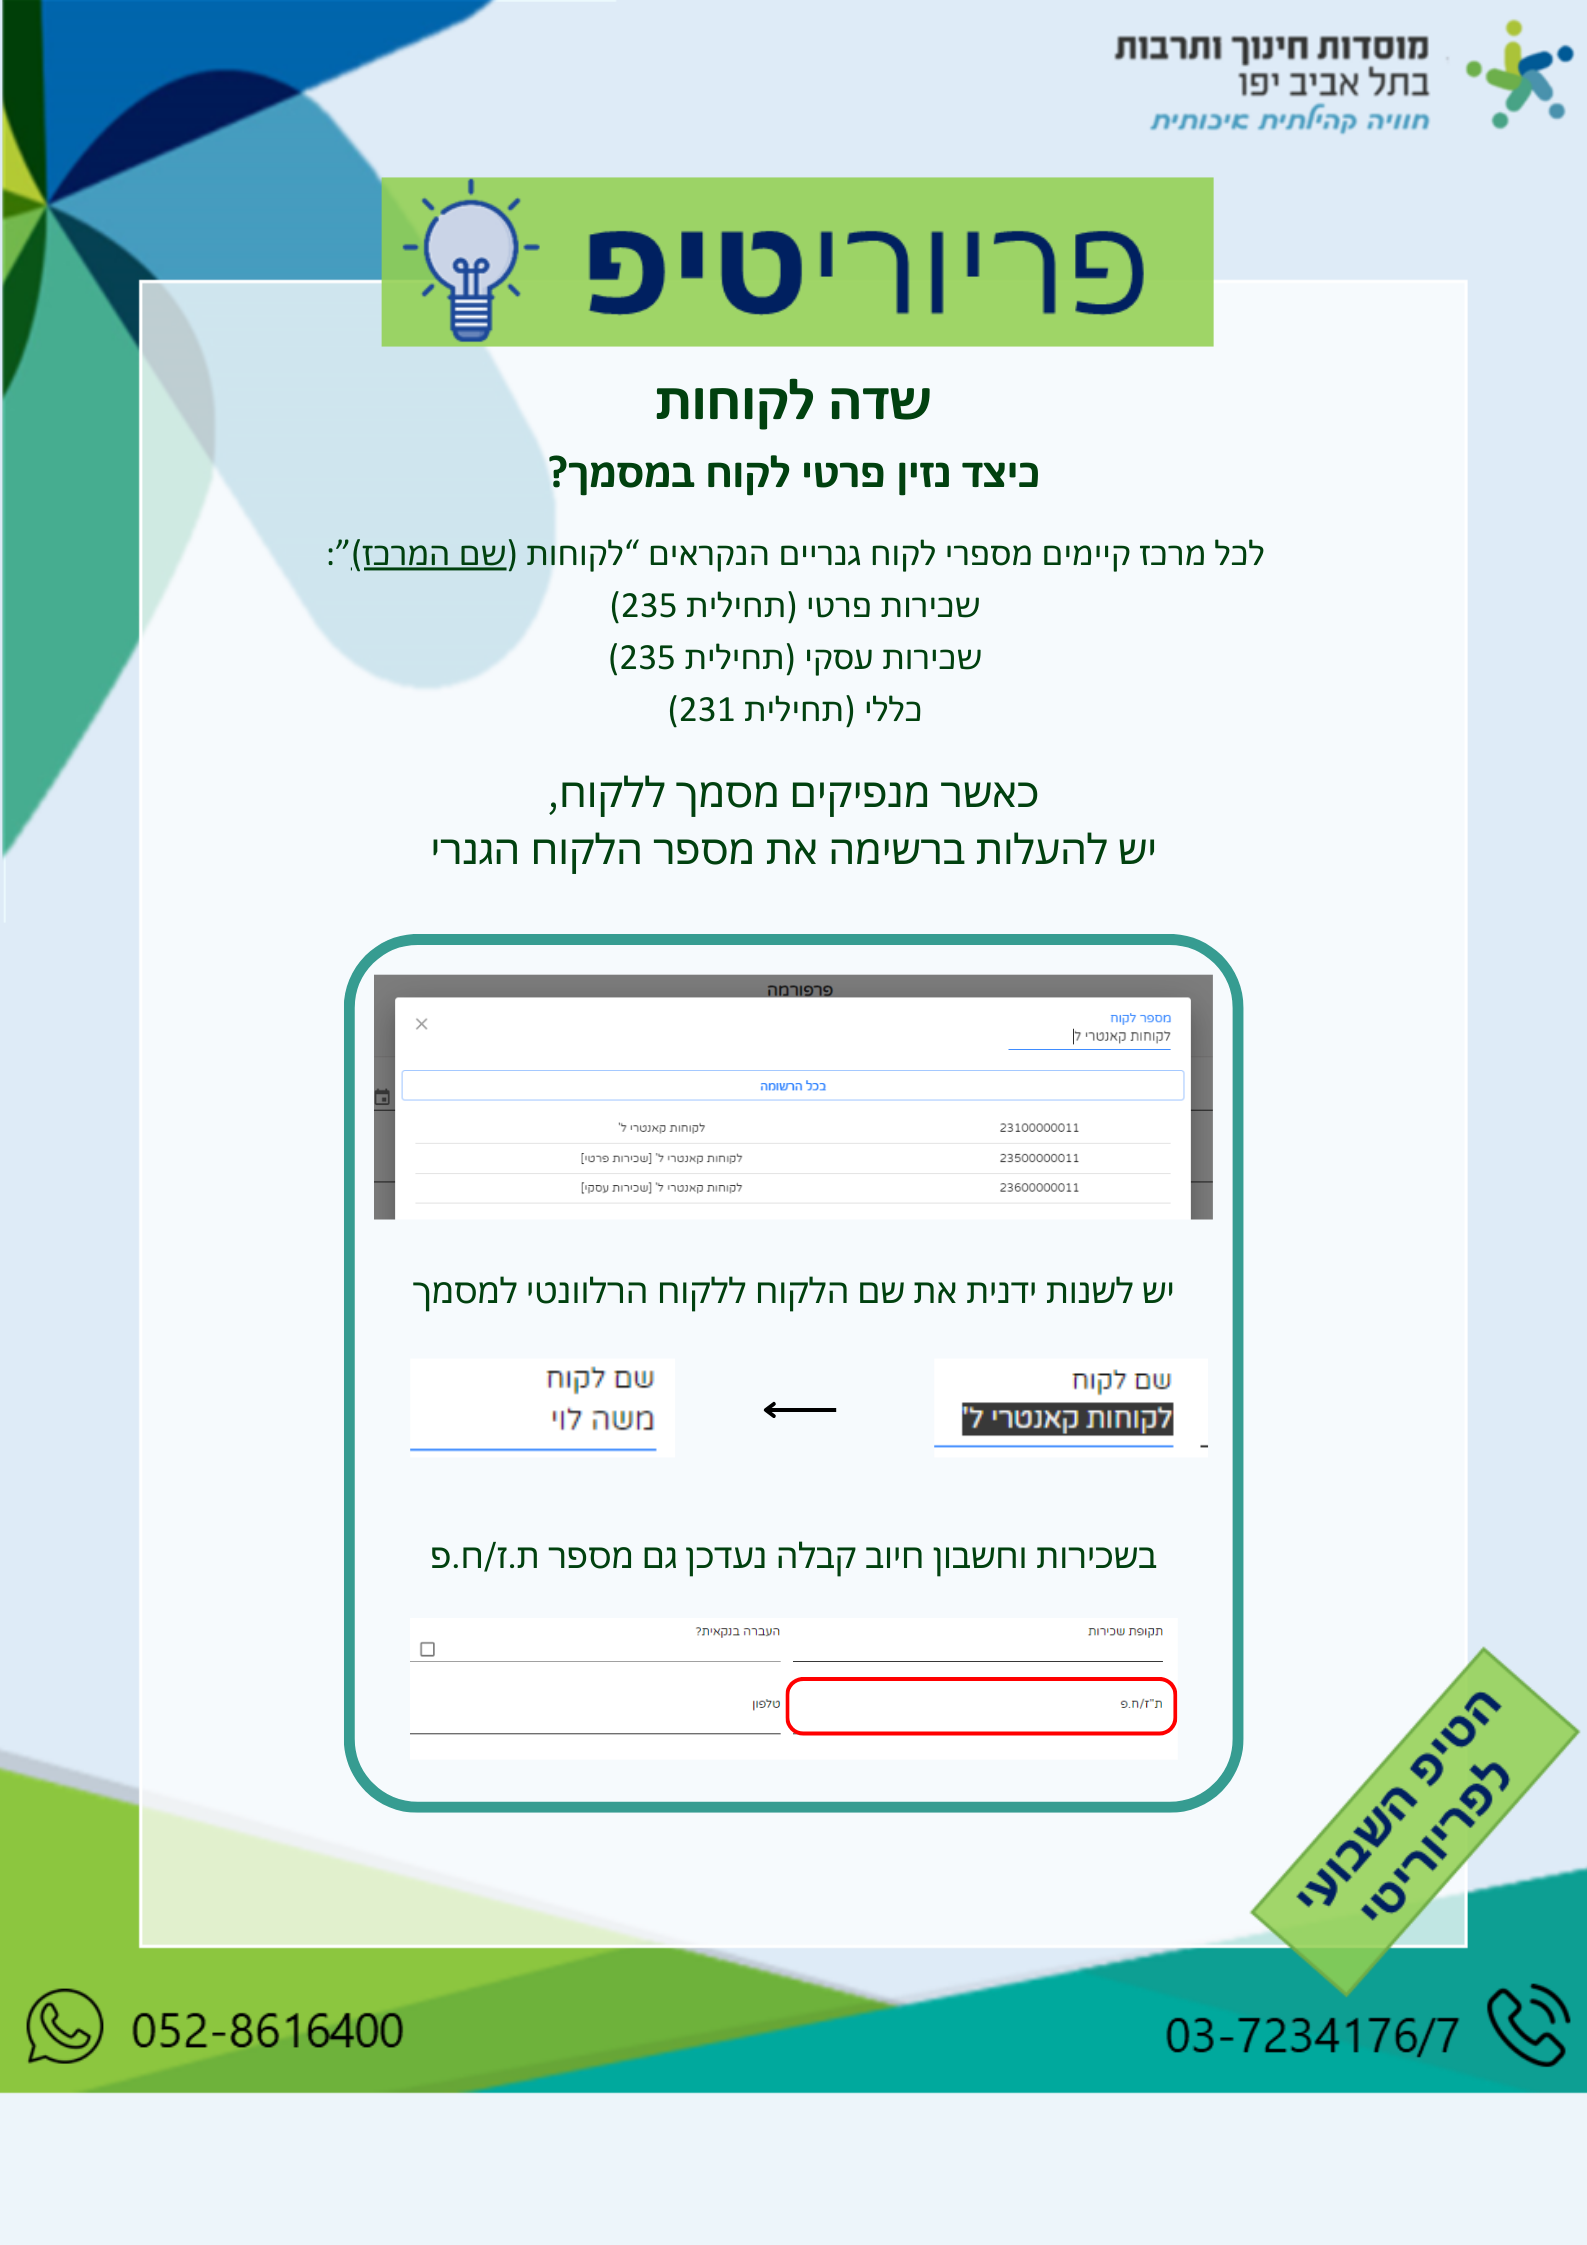 מוסדות חינוך ותרבות
בתל אביב יפו
חוויה קהילתית איכותית
פריוריטיפ
שדה לקוחות
כיצד נזין פרטי לקוח במסמך?
לכל מרכז קיימים מספרי לקוח גנריים הנקראים “לקוחות (שם המרכז)”:
שכירות פרטי (תחילית 235)
שכירות עסקי (תחילית 235)
כללי (תחילית 231)
כאשר מנפיקים מסמך ללקוח,
יש להעלות ברשימה את מספר הלקוח הגנרי
פרפורמה
מספר לקוח
לקוחות קאנטרי ל
בכל הרשומה
23100000011 לקוחות קאנטרי ל'
23500000011 לקוחות קאנטרי ל' [שכירות פרטי]
23600000011 לקוחות קאנטרי ל' [שכירות עסקי]
יש לשנות ידנית את שם הלקוח ללקוח הרלוונטי למסמך
שם לקוח
לקוחות קאנטרי ל'
שם לקוח
משה לוי
בשכירות וחשבון חיוב קבלה נעדכן גם מספר ת.ז/ח.פ
תקופת שכירות העברה בנקאית?
ת"ז/ח.פ טלפון
הטיפ השבועי
לפריוריטי
03-7234176/7
052-8616400